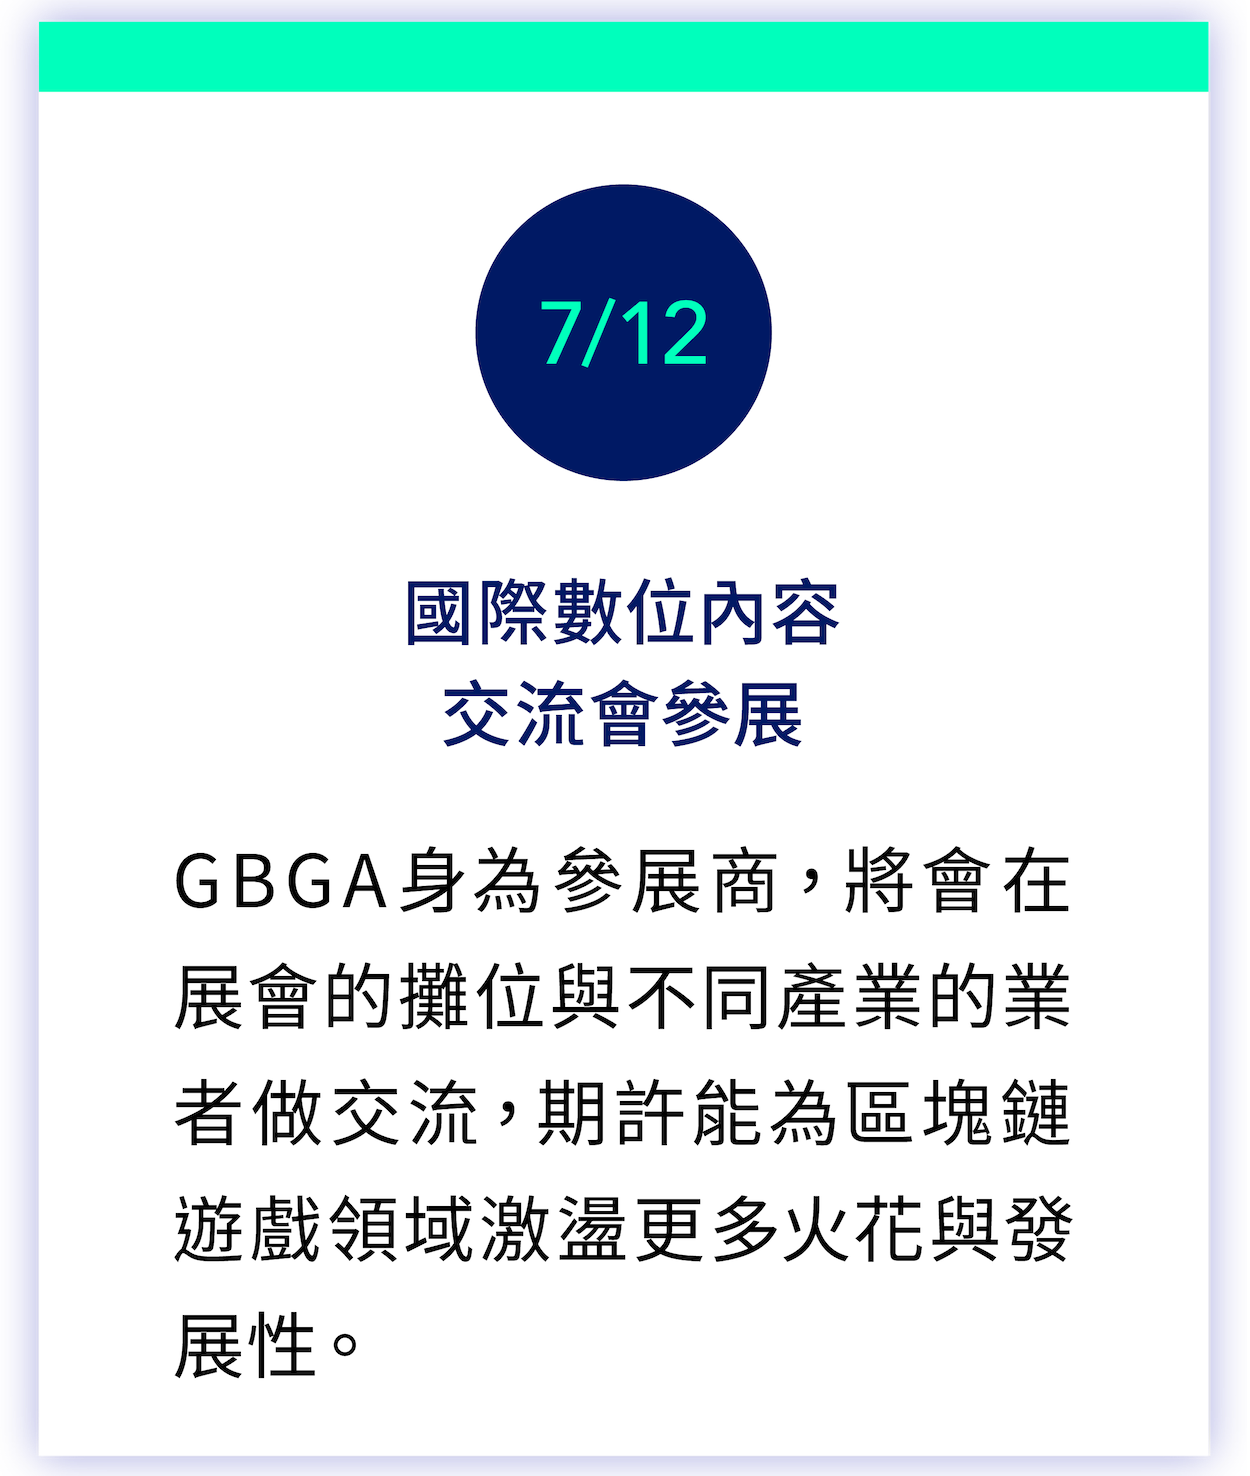 7/12
國際數位內容
交流會參展
GBGA身為參展商，將會在
展會的攤位與不同產業的業
者做交流，期許能為區塊鏈
遊戲領域激盪更多火花與發
展性。